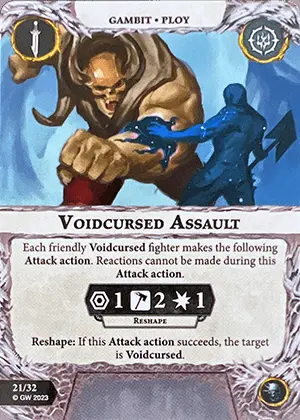 GAMBIT • PLOY
VOIDCURSED ASSAULT
Each friendly Voidcursed fighter makes the following
Attack action. Reactions cannot be made during this
Attack action.
1 2 1
RESHAPE
Reshape: If this Attack action succeeds, the target
is Voidcursed.
21/32
© GW 2023